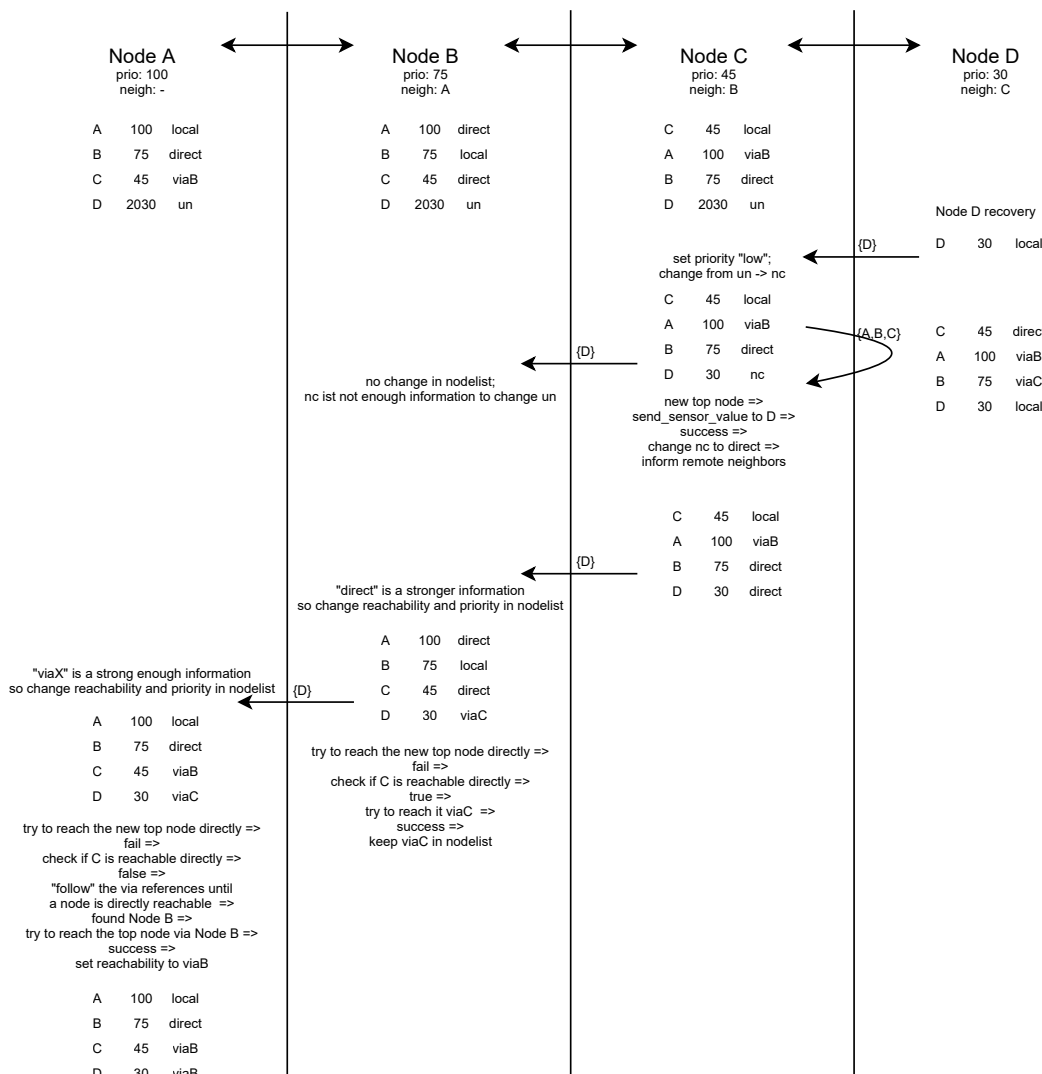 Node A
prio: 100
neigh: -
A 100 local
B 75 direct
C 45 viaB
D 2030 un
Node B
prio: 75
neigh: A
A 100 direct
B 75 local
C 45 direct
D 2030 un
Node C
prio: 45
neigh: B
C 45 local
A 100 viaB
B 75 direct
D 2030 un
Node D
prio: 30
neigh: C
Node D recovery
D 30 local
{D}
set priority "low";
change from un -> nc
C 45 local
A 100 viaB
B 75 direct
D 30 nc
{A,B,C}
C 45 direc
A 100 viaB
B 75 viaC
D 30 local
{D}
no change in nodelist;
nc ist not enough information to change un
new top node =>
send_sensor_value to D =>
success =>
change nc to direct =>
inform remote neighbors
C 45 local
A 100 viaB
B 75 direct
D 30 direct
{D}
"direct" is a stronger information
so change reachability and priority in nodelist
A 100 direct
B 75 local
C 45 direct
D 30 viaC
{D}
"viaX" is a strong enough information
so change reachability and priority in nodelist
A 100 local
B 75 direct
C 45 viaB
D 30 viaC
try to reach the new top node directly =>
fail =>
check if C is reachable directly =>
true =>
try to reach it viaC =>
success =>
keep viaC in nodelist
try to reach the new top node directly =>
fail =>
check if C is reachable directly =>
false =>
"follow" the via references until
a node is directly reachable =>
found Node B =>
try to reach the top node via Node B =>
success =>
set reachability to viaB
A 100 local
B 75 direct
C 45 viaB
D 30 viaB